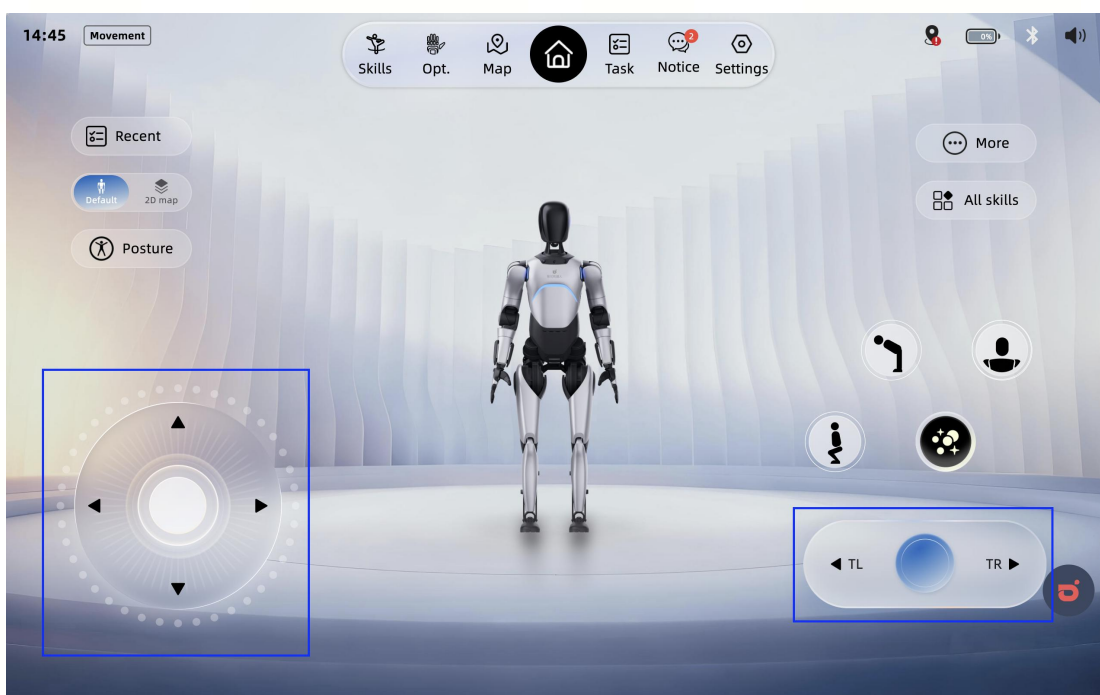 14:45 Movement
Skills Opt. Map Task Notice 2 Settings
0%
Recent
Default 2D map
Posture
More
All skills
TL TR